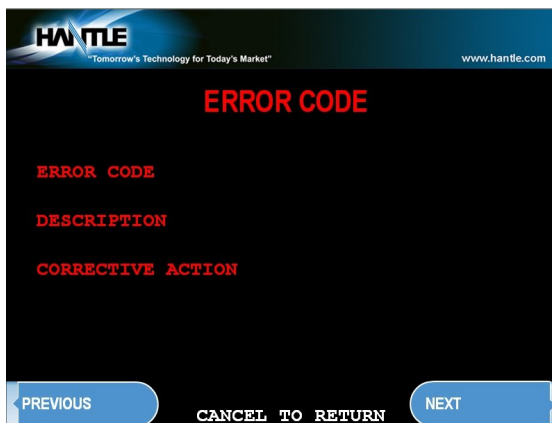 HANTLE
"Tomorrow's Technology for Today's Market"
www.hantle.com
ERROR CODE
ERROR CODE
DESCRIPTION
CORRECTIVE ACTION
PREVIOUS
CANCEL TO RETURN
NEXT